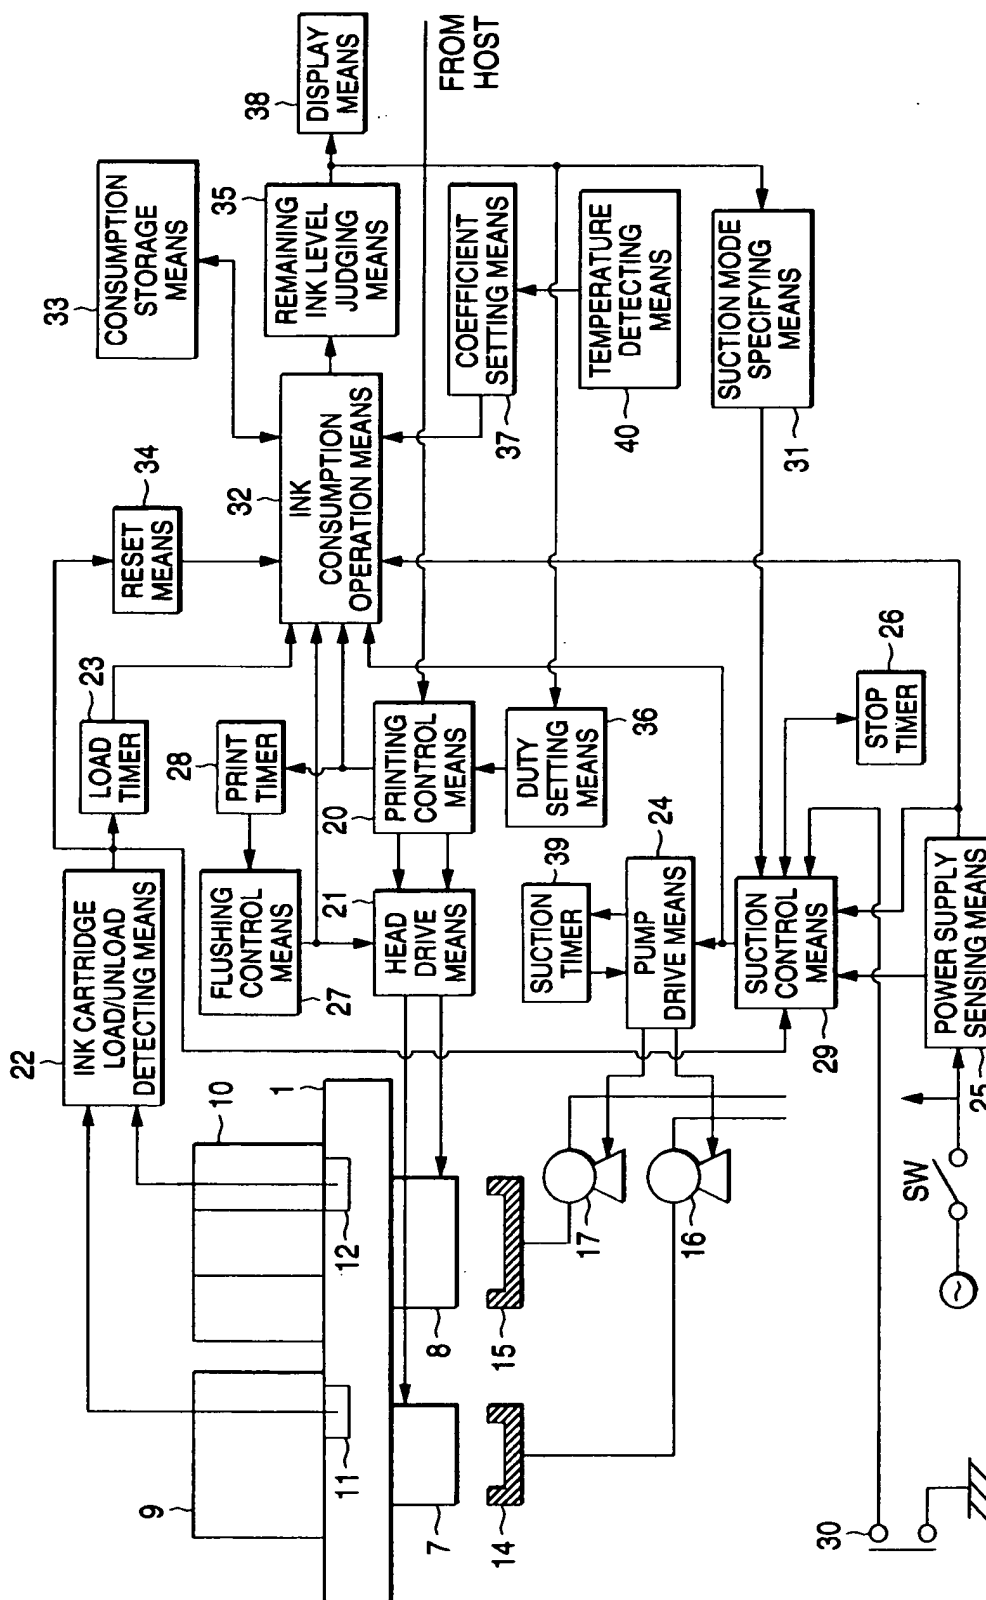 9
10
1
11
12
7
8
14
15
17
16
30
SW
~
22
INK CARTRIDGE
LOAD/UNLOAD
DETECTING MEANS
23
LOAD
TIMER
34
RESET
MEANS
33
CONSUMPTION
STORAGE
MEANS
27
FLUSHING
CONTROL
MEANS
28
PRINT
TIMER
32
INK
CONSUMPTION
OPERATION MEANS
35
REMAINING
INK LEVEL
JUDGING
MEANS
38
DISPLAY
MEANS
21
HEAD
DRIVE
MEANS
20
PRINTING
CONTROL
MEANS
FROM
HOST
37
COEFFICIENT
SETTING MEANS
39
SUCTION
TIMER
36
DUTY
SETTING
MEANS
40
TEMPERATURE
DETECTING
MEANS
24
PUMP
DRIVE MEANS
29
SUCTION
CONTROL
MEANS
31
SUCTION MODE
SPECIFYING
MEANS
26
STOP
TIMER
25
POWER SUPPLY
SENSING MEANS